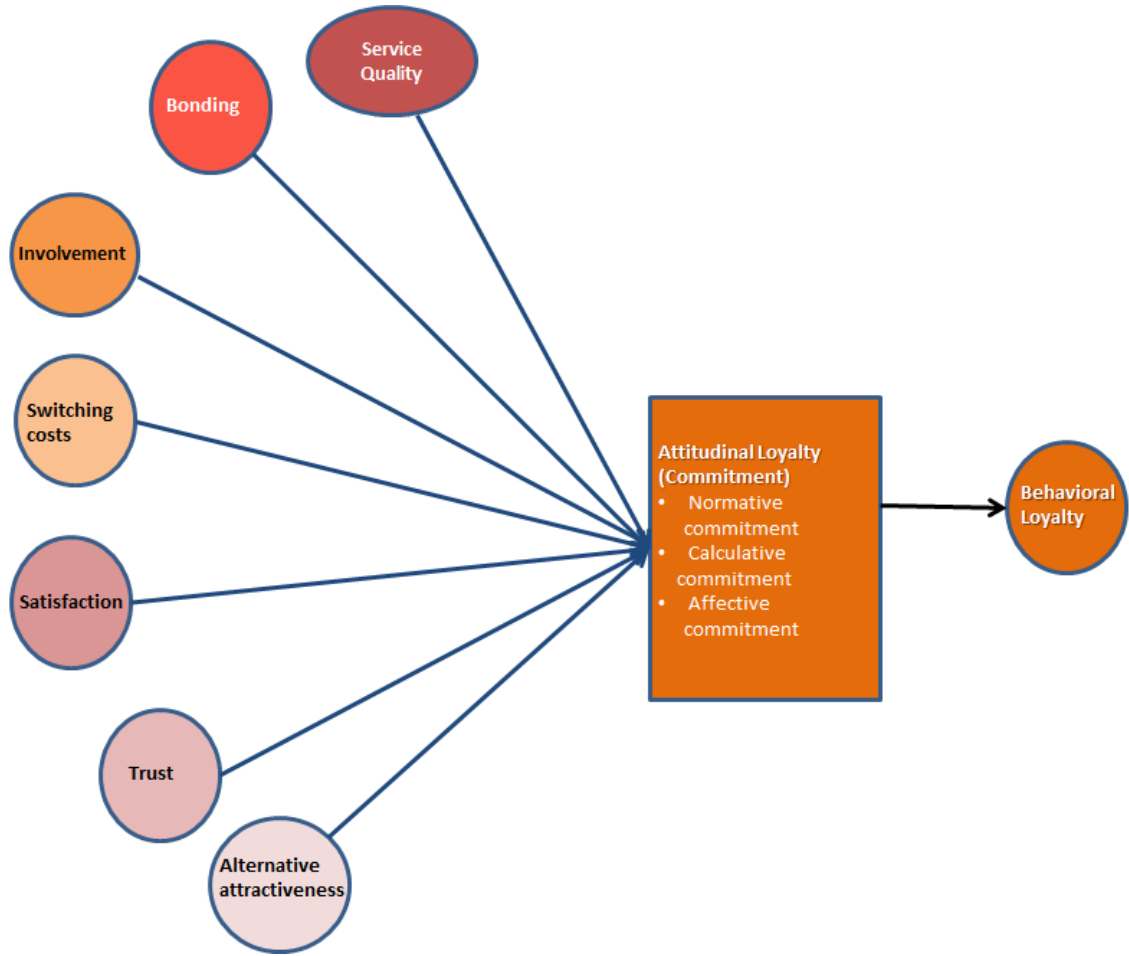 Service
Quality
Bonding
Involvement
Switching
costs
Satisfaction
Trust
Alternative
attractiveness
Attitudinal Loyalty
(Commitment)
• Normative
commitment
• Calculative
commitment
• Affective
commitment
Behavioral
Loyalty